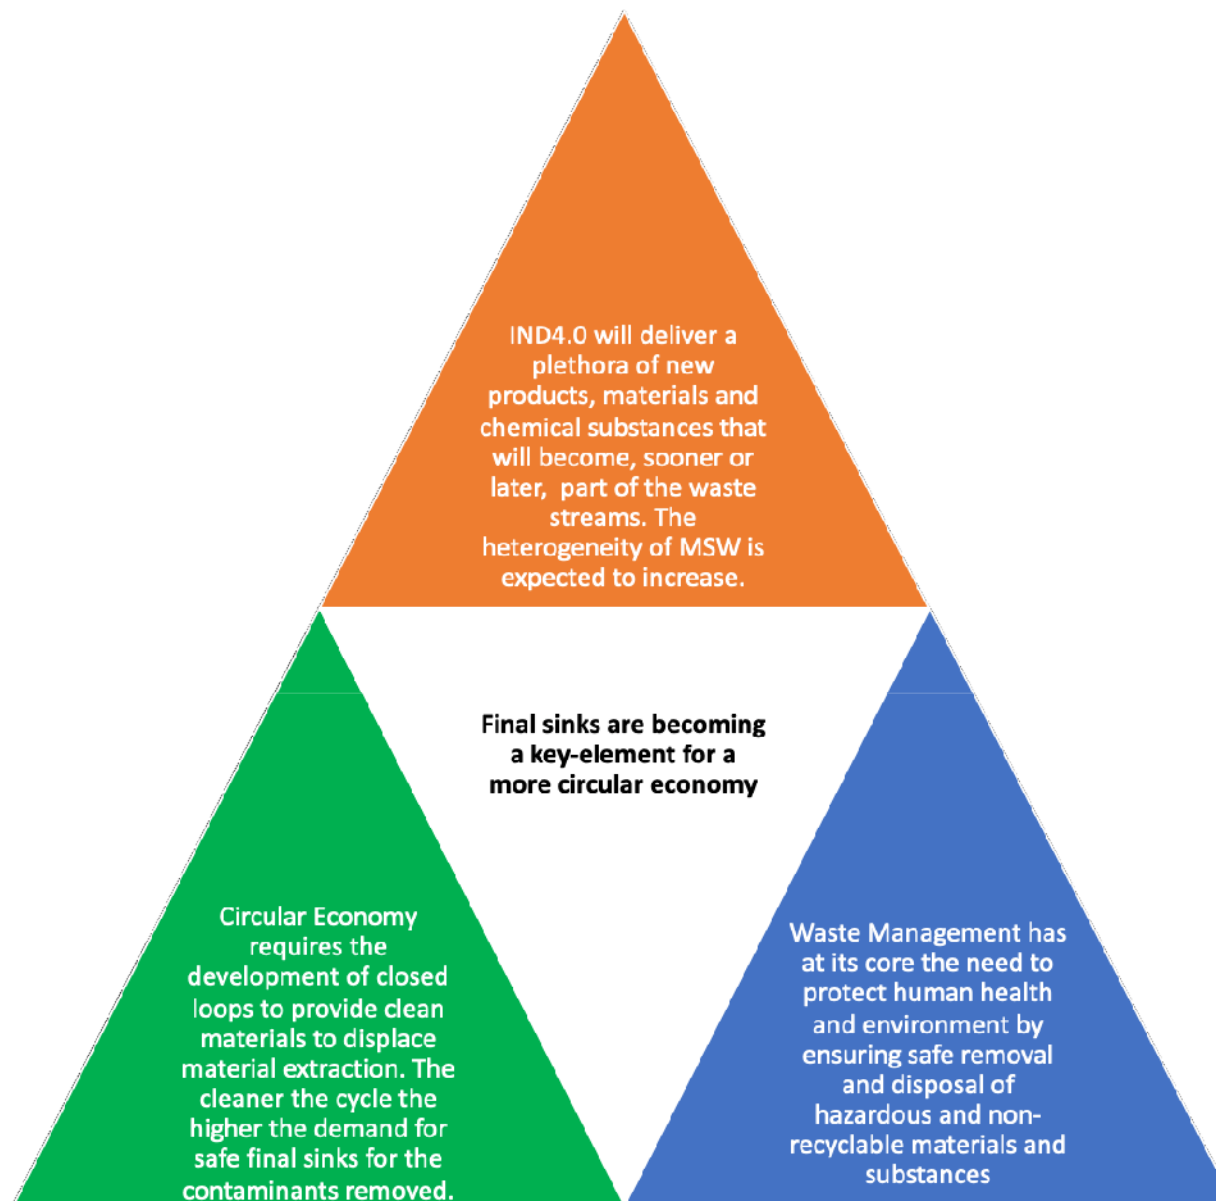 IND4.0 will deliver a
plethora of new
products, materials and
chemical substances that
will become, sooner or
later,  part of the waste
streams. The
heterogeneity of MSW is
expected to increase.
Final sinks are becoming
a key-element for a
more circular economy
Circular Economy
requires the
development of closed
loops to provide clean
materials to displace
material extraction. The
cleaner the cycle the
higher the demand for
safe final sinks for the
contaminants removed.
Waste Management has
at its core the need to
protect human health
and environment by
ensuring safe removal
and disposal of
hazardous and non-
recyclable materials and
substances